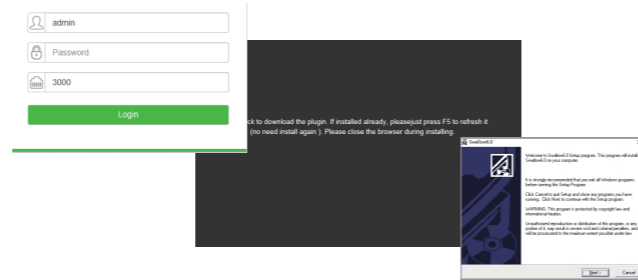 admin
Password
3000
Login
ck to download the plugin. If installed already, pleasejust press F5 to refresh it
(no need install again ). Please close the browser during installing.
Swallow6.0
Welcome to Swallow6.0 Setup program. This program will install
Swallow6.0 on your computer.
It is strongly recommended that you exit all Windows programs
before running this Setup Program.
Click Cancel to quit Setup and close any programs you have
running. Click Next to continue with the Setup program.
WARNING: This program is protected by copyright law and
international treaties.
Unauthorized reproduction or distribution of this program, or any
portion of it, may result in severe civil and criminal penalties, and
will be prosecuted to the maximum extent possible under law.
Next >
Cancel